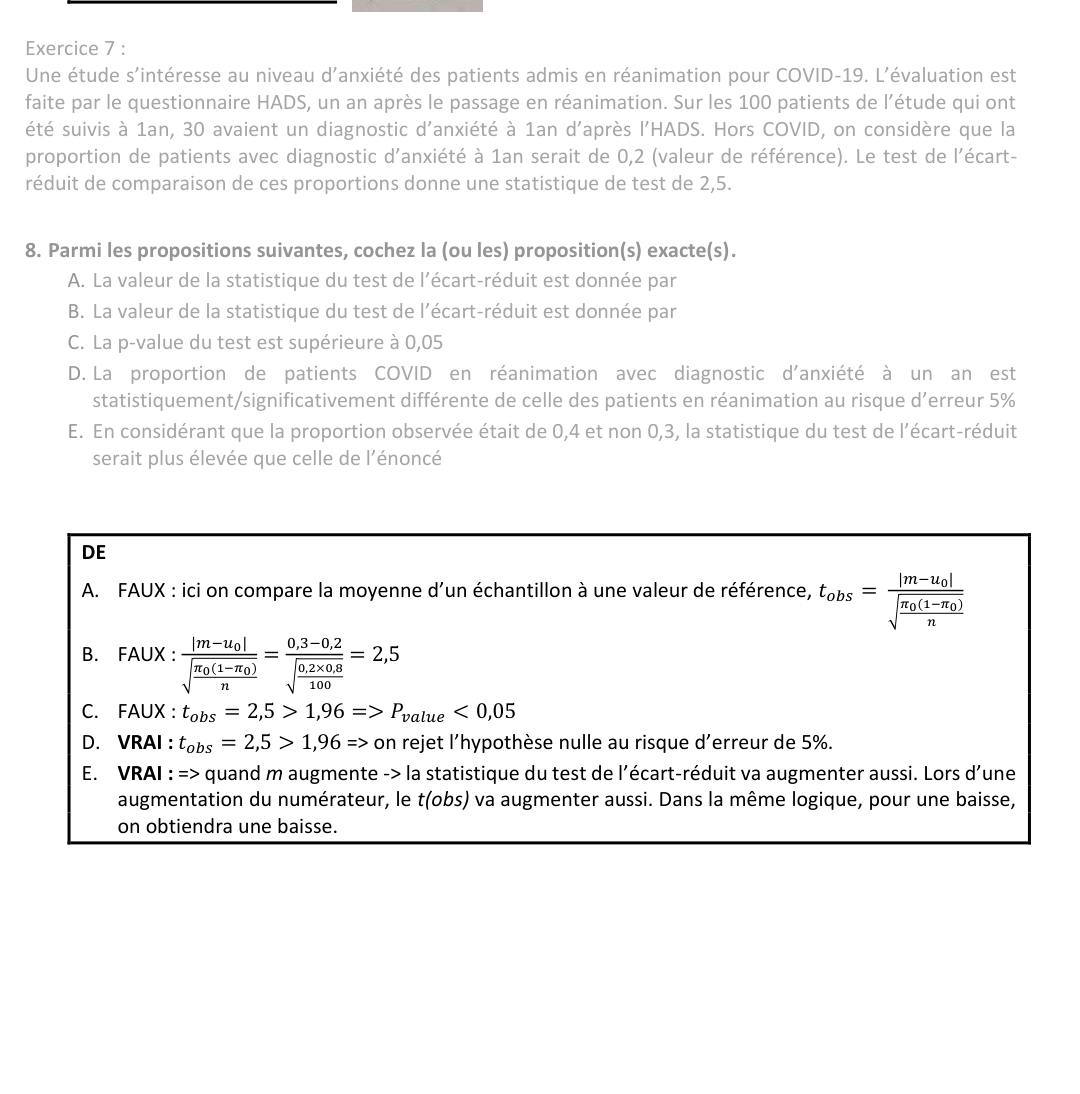 Exercice 7 :
Une étude s’intéresse au niveau d’anxiété des patients admis en réanimation pour COVID-19. L’évaluation est
faite par le questionnaire HADS, un an après le passage en réanimation. Sur les 100 patients de l’étude qui ont
été suivis à 1an, 30 avaient un diagnostic d’anxiété à 1an d’après l’HADS. Hors COVID, on considère que la
proportion de patients avec diagnostic d’anxiété à 1an serait de 0,2 (valeur de référence). Le test de l’écart-
réduit de comparaison de ces proportions donne une statistique de test de 2,5.
8. Parmi les propositions suivantes, cochez la (ou les) proposition(s) exacte(s).
A. La valeur de la statistique du test de l’écart-réduit est donnée par
B. La valeur de la statistique du test de l’écart-réduit est donnée par
C. La p-value du test est supérieure à 0,05
D. La proportion de patients COVID en réanimation avec diagnostic d’anxiété à un an est
statistiquement/significativement différente de celle des patients en réanimation au risque d’erreur 5%
E. En considérant que la proportion observée était de 0,4 et non 0,3, la statistique du test de l’écart-réduit
serait plus élevée que celle de l’énoncé
DE
A. FAUX : ici on compare la moyenne d’un échantillon à une valeur de référence, t_obs = |m−u₀| / √(π₀(1−π₀)/n)
B. FAUX : |m−u₀| / √(π₀(1−π₀)/n) = 0,3−0,2 / √(0,2×0,8/100) = 2,5
C. FAUX : t_obs = 2,5 > 1,96 => P_value < 0,05
D. VRAI : t_obs = 2,5 > 1,96 => on rejet l’hypothèse nulle au risque d’erreur de 5%.
E. VRAI : => quand m augmente -> la statistique du test de l’écart-réduit va augmenter aussi. Lors d’une
augmentation du numérateur, le t(obs) va augmenter aussi. Dans la même logique, pour une baisse,
on obtiendra une baisse.